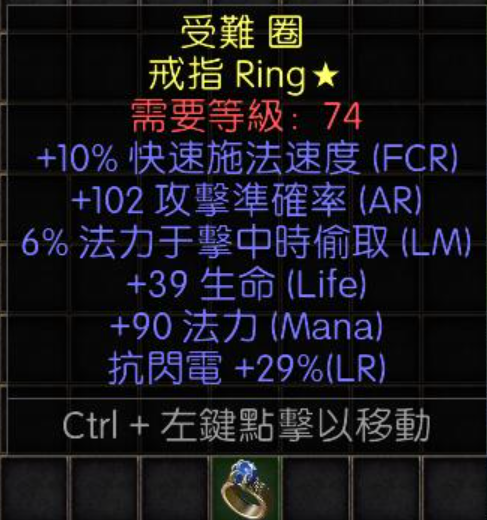 受難 圈
戒指 Ring★
需要等級： 74
+10% 快速施法速度 (FCR)
+102 攻擊準確率 (AR)
6% 法力于擊中時偷取 (LM)
+39 生命 (Life)
+90 法力 (Mana)
抗閃電 +29%(LR)
Ctrl + 左鍵點擊以移動